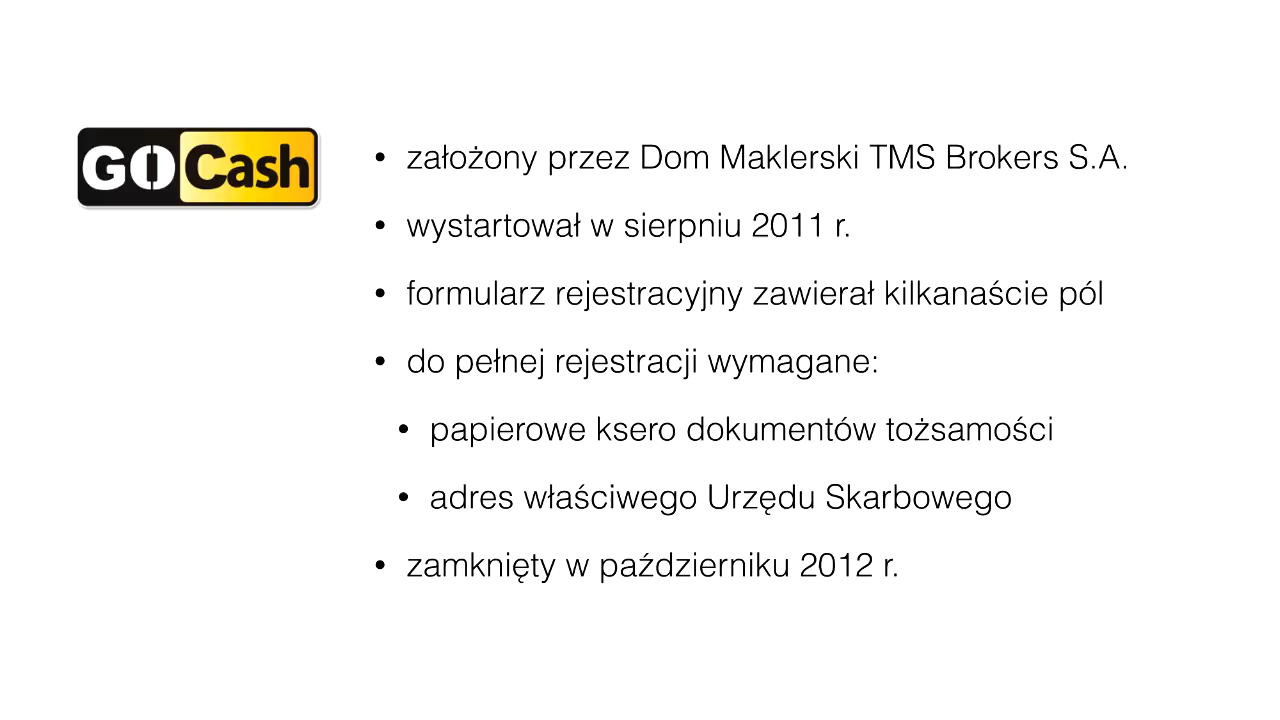 GO Cash
• założony przez Dom Maklerski TMS Brokers S.A.
• wystartował w sierpniu 2011 r.
• formularz rejestracyjny zawierał kilkanaście pól
• do pełnej rejestracji wymagane:
• papierowe ksero dokumentów tożsamości
• adres właściwego Urzędu Skarbowego
• zamknięty w październiku 2012 r.